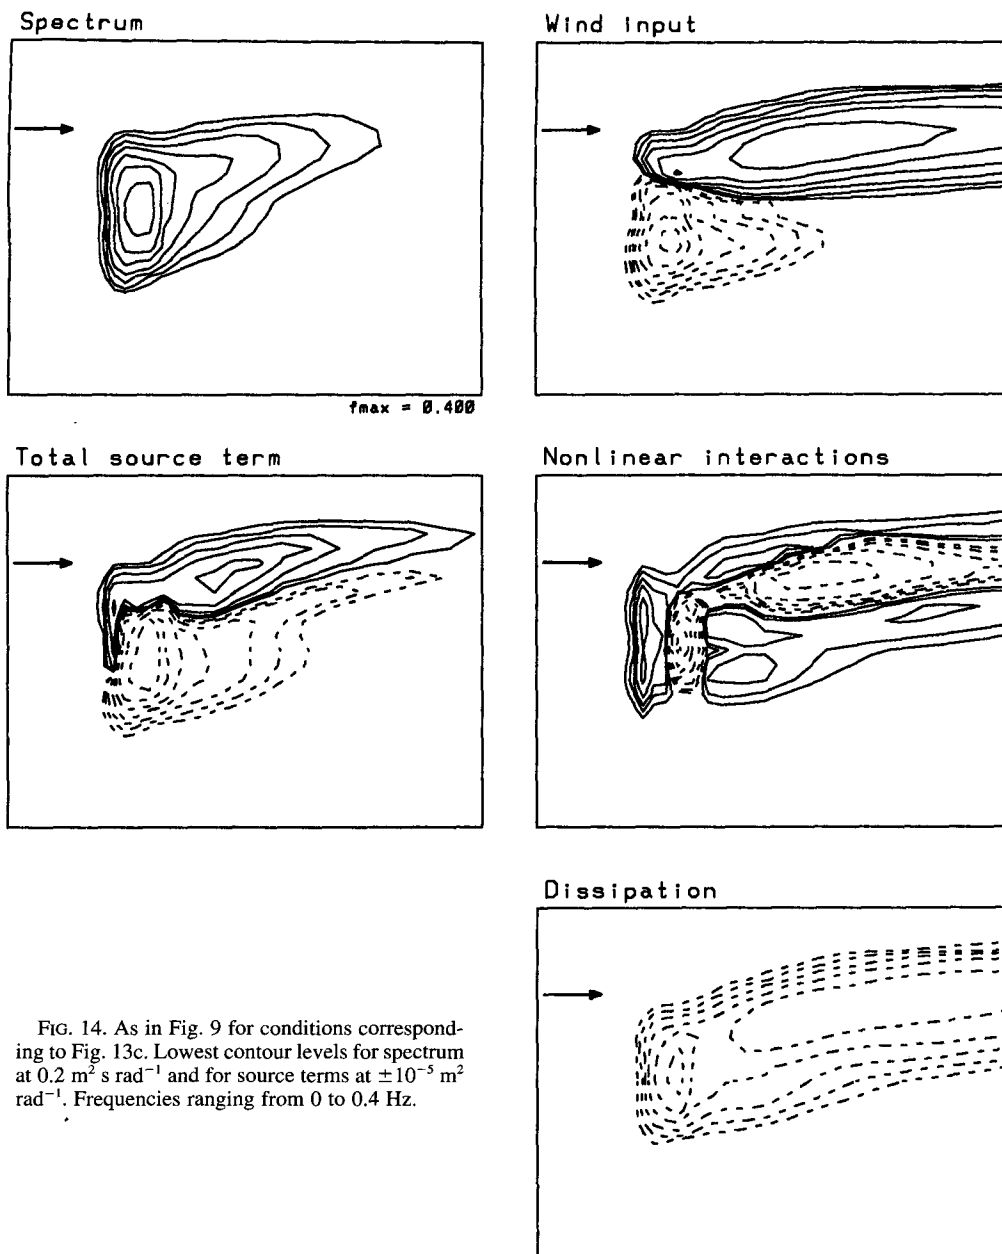 Spectrum
Wind input
fmax = 0.400
Total source term
Nonlinear interactions
Dissipation
FIG. 14. As in Fig. 9 for conditions correspond-
ing to Fig. 13c. Lowest contour levels for spectrum
at 0.2 m² s rad⁻¹ and for source terms at ±10⁻⁵ m²
rad⁻¹. Frequencies ranging from 0 to 0.4 Hz.